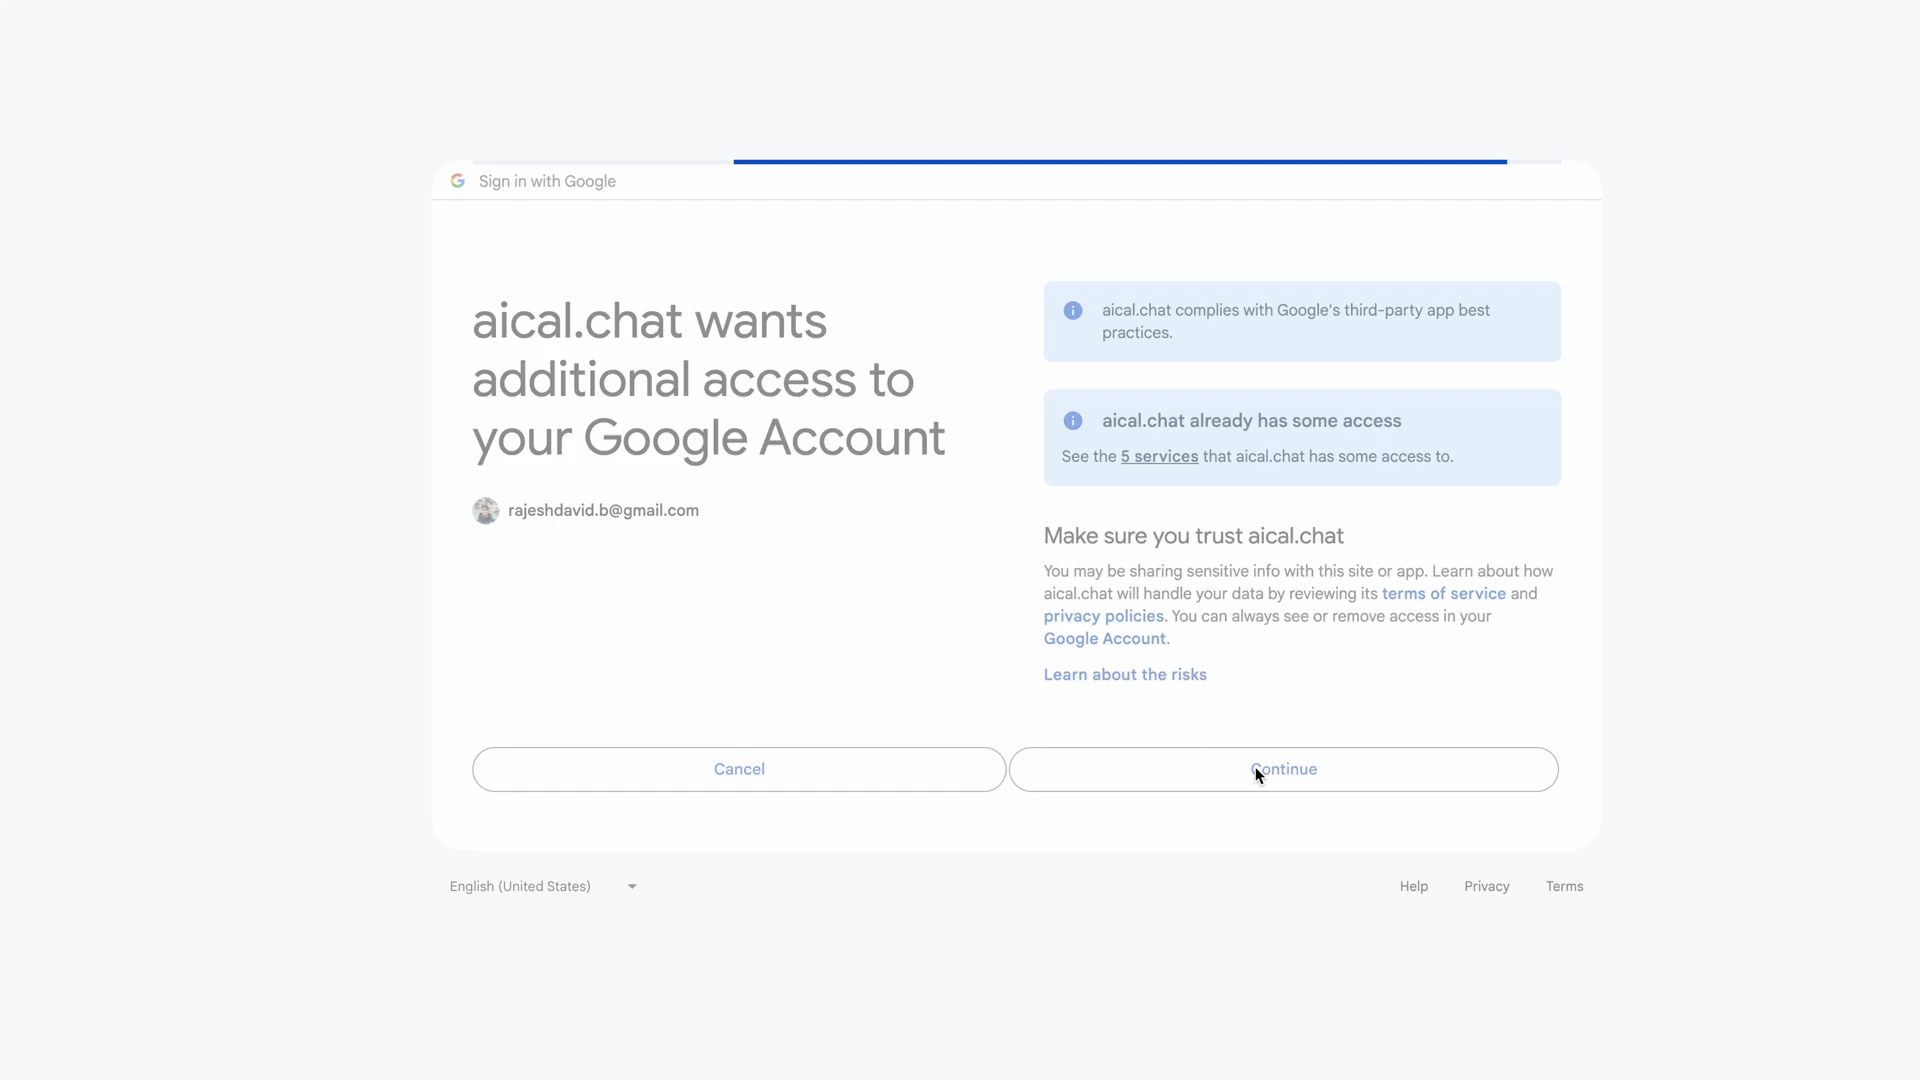 Sign in with Google
aical.chat wants
additional access to
your Google Account
rajeshdavid.b@gmail.com
aical.chat complies with Google's third-party app best
practices.
aical.chat already has some access
See the 5 services that aical.chat has some access to.
Make sure you trust aical.chat
You may be sharing sensitive info with this site or app. Learn about how
aical.chat will handle your data by reviewing its terms of service and
privacy policies. You can always see or remove access in your
Google Account.
Learn about the risks
Cancel
Continue
English (United States)
Help
Privacy
Terms